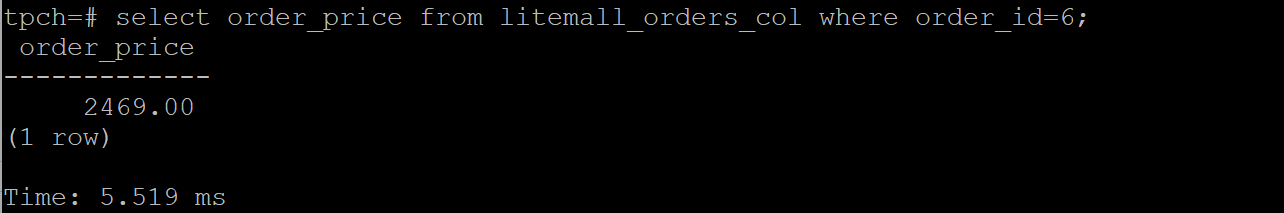 tpch=# select order_price from litemall_orders_col where order_id=6;
 order_price
-------------
     2469.00
(1 row)

Time: 5.519 ms